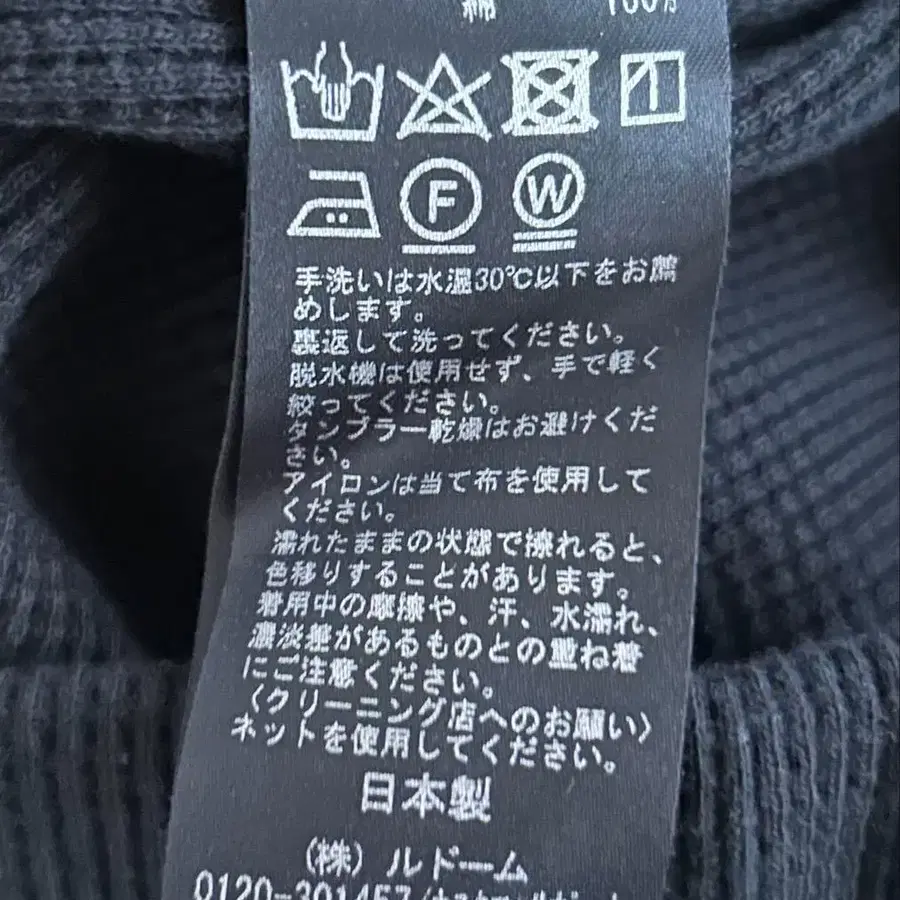 綿 100%
F W
手洗いは水温30℃以下をお薦
めします。
裏返して洗ってください。
脱水機は使用せず、手で軽く
絞ってください。
タンブラー乾燥はお避けくだ
さい。
アイロンは当て布を使用して
ください。
濡れたままの状態で擦れると、
色移りすることがあります。
着用中の摩擦や、汗、水濡れ、
濃淡差があるものとの重ね着
にご注意ください。
〈クリーニング店へのお願い〉
ネットを使用してください。
日本製
(株) ルドーム
0120-301457